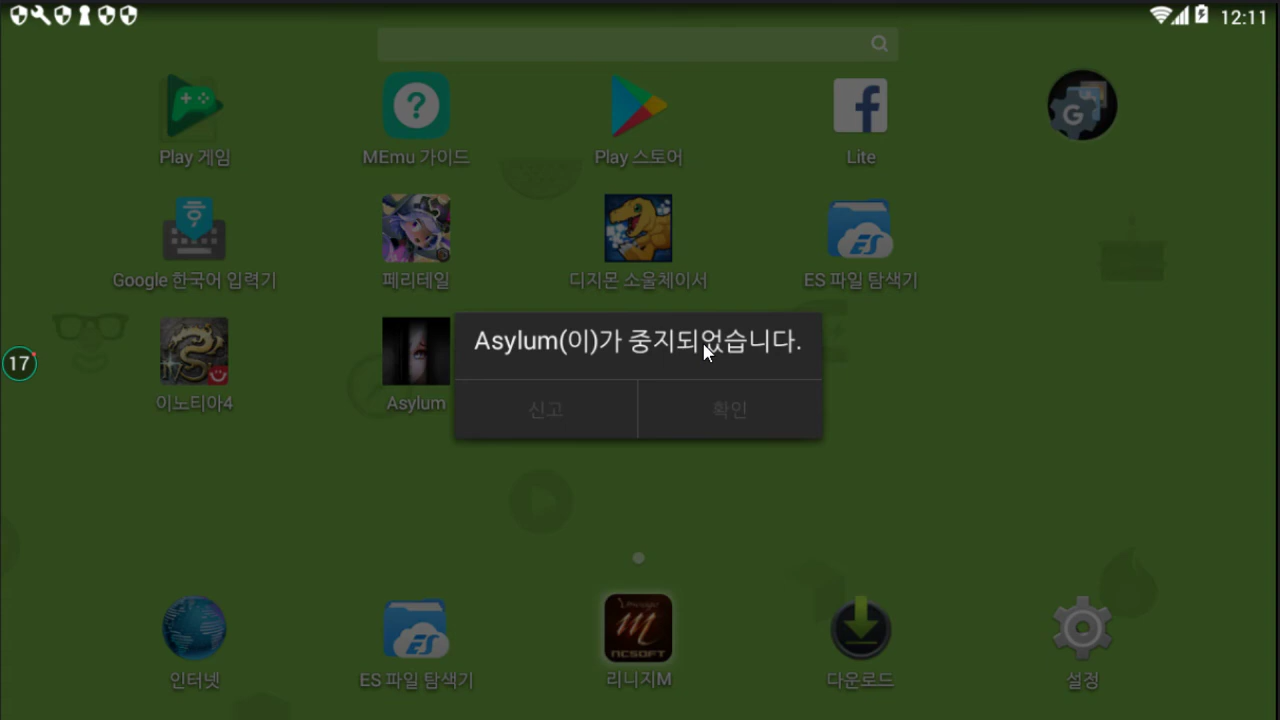 12:11
Play 게임
MEmu 가이드
Play 스토어
Lite
G
Google 한국어 입력기
페리테일
디지몬 소울체이서
ES 파일 탐색기
17
이노티아4
Asylum
Asylum(이)가 중지되었습니다.
신고
확인
인터넷
ES 파일 탐색기
m
NCSOFT
리니지M
다운로드
설정